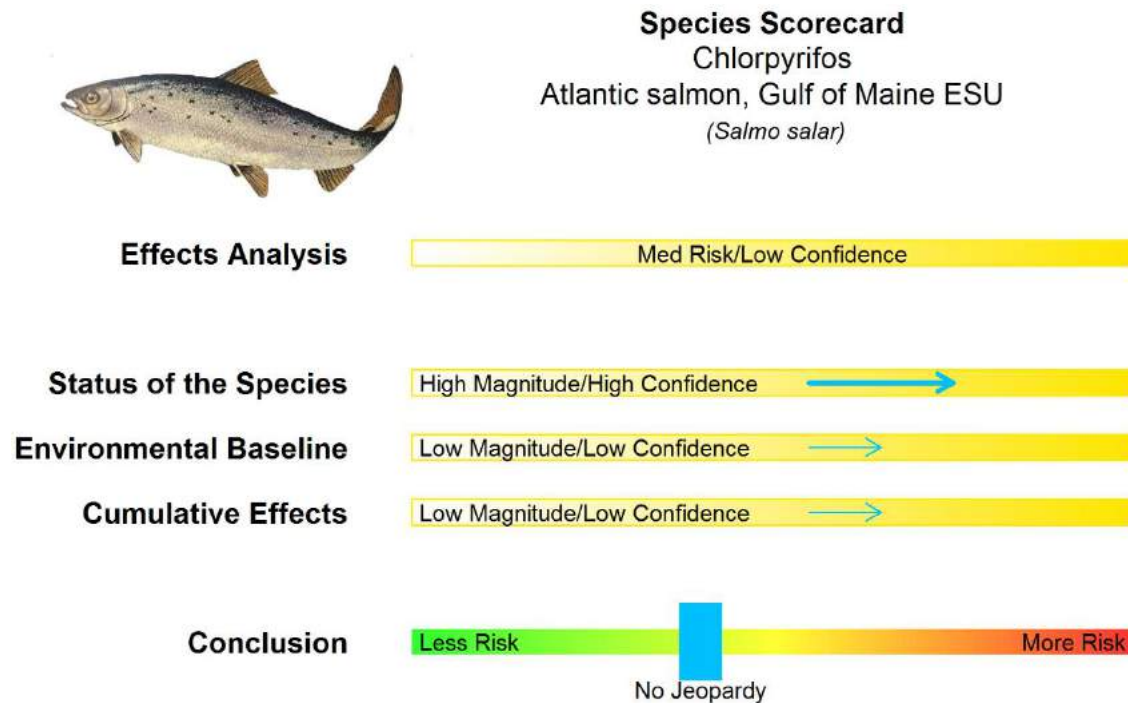 Species Scorecard
Chlorpyrifos
Atlantic salmon, Gulf of Maine ESU
(Salmo salar)
Effects Analysis
Med Risk/Low Confidence
Status of the Species
High Magnitude/High Confidence
Environmental Baseline
Low Magnitude/Low Confidence
Cumulative Effects
Low Magnitude/Low Confidence
Conclusion
Less Risk
More Risk
No Jeopardy